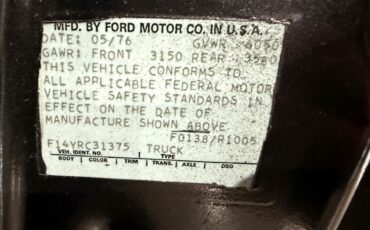 MFD. BY FORD MOTOR CO. IN U.S.A.
DATE: 05/76 GVWR 6050
GAWR: FRONT 3150 REAR 3580
THIS VEHICLE CONFORMS TO
ALL APPLICABLE FEDERAL MOTOR
VEHICLE SAFETY STANDARDS IN
EFFECT ON THE DATE OF
MANUFACTURE SHOWN ABOVE
F0138/R1005
F14YRC31375 TRUCK
VEH. IDENT. NO. TYPE
BODY COLOR TRIM TRANS. AXLE DSO